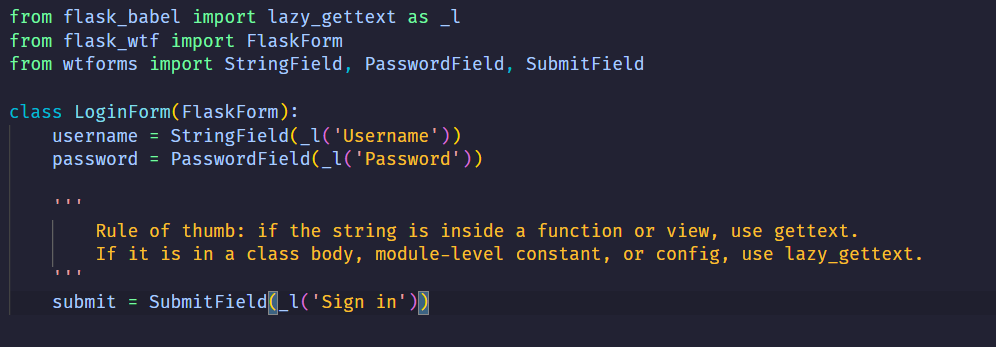 from flask_babel import lazy_gettext as _l
from flask_wtf import FlaskForm
from wtforms import StringField, PasswordField, SubmitField
class LoginForm(FlaskForm):
    username = StringField(_l('Username'))
    password = PasswordField(_l('Password'))
    '''
        Rule of thumb: if the string is inside a function or view, use gettext.
        If it is in a class body, module-level constant, or config, use lazy_gettext.
    '''
    submit = SubmitField(_l('Sign in'))